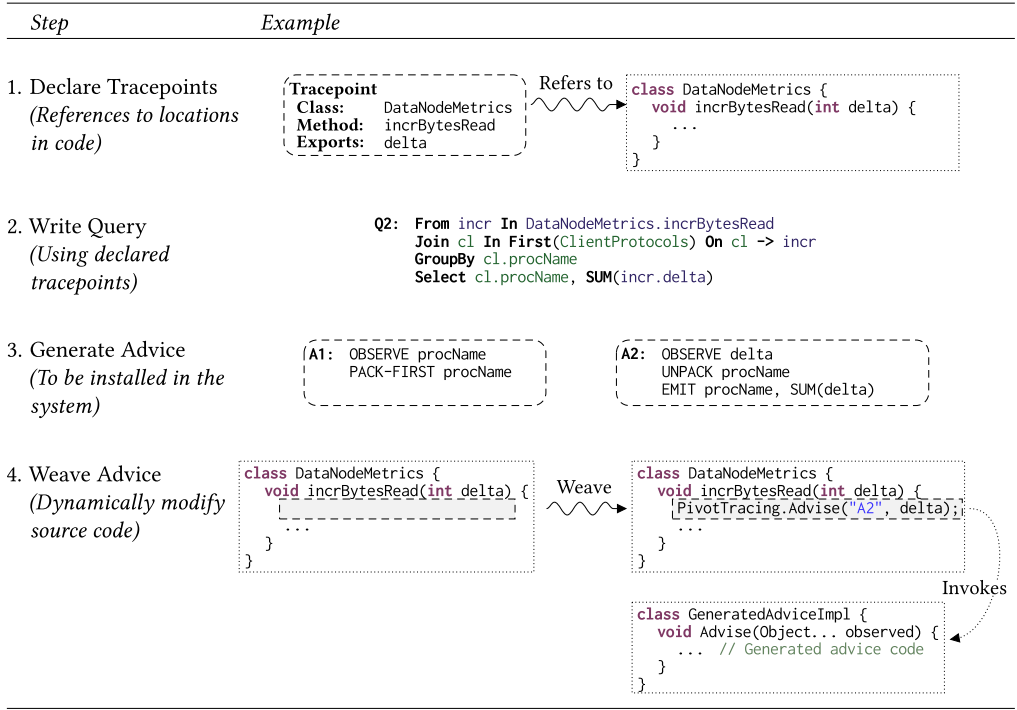 Step Example
1. Declare Tracepoints
(References to locations
in code)
Tracepoint
Class: DataNodeMetrics
Method: incrBytesRead
Exports: delta
Refers to
class DataNodeMetrics {
void incrBytesRead(int delta) {
...
}
}
2. Write Query
(Using declared
tracepoints)
Q2: From incr In DataNodeMetrics.incrBytesRead
Join cl In First(ClientProtocols) On cl -> incr
GroupBy cl.procName
Select cl.procName, SUM(incr.delta)
3. Generate Advice
(To be installed in the
system)
A1: OBSERVE procName
PACK-FIRST procName
A2: OBSERVE delta
UNPACK procName
EMIT procName, SUM(delta)
4. Weave Advice
(Dynamically modify
source code)
class DataNodeMetrics {
void incrBytesRead(int delta) {
...
}
}
Weave
class DataNodeMetrics {
void incrBytesRead(int delta) {
PivotTracing.Advise("A2", delta);
...
}
}
Invokes
class GeneratedAdviceImpl {
void Advise(Object... observed) {
... // Generated advice code
}
}